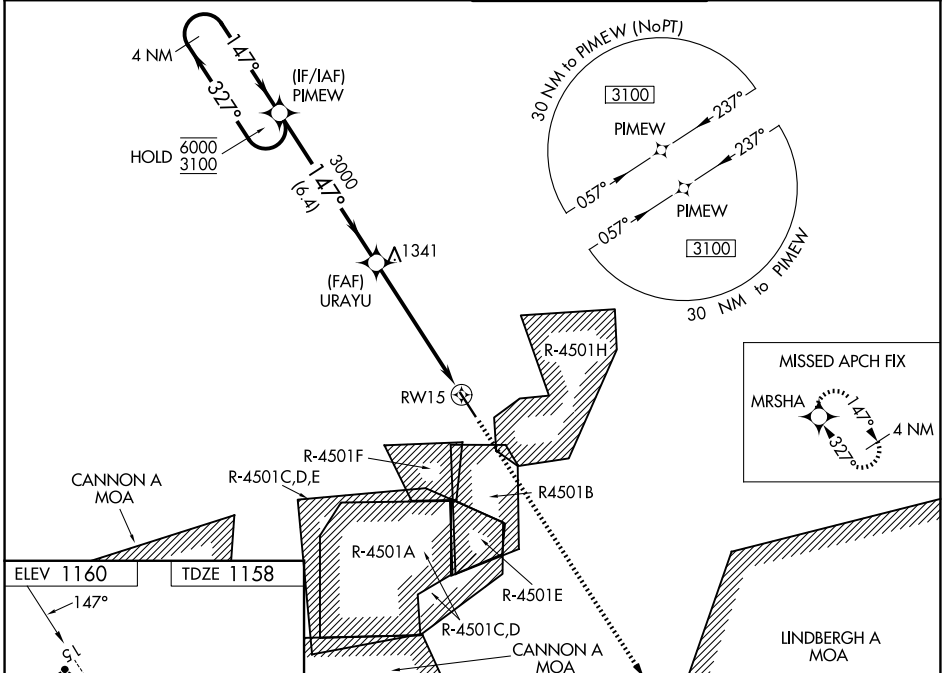 4 NM
147°
327°
(IF/IAF)
PIMEW
HOLD
6000
3100
3000
147°
(6.4)
(FAF)
URAYU
1341
RW15
30 NM to PIMEW (NoPT)
3100
PIMEW
237°
057°
237°
057°
PIMEW
3100
30 NM to PIMEW
R-4501H
MISSED APCH FIX
MRSHA
147°
327°
4 NM
R-4501F
R-4501C,D,E
CANNON A
MOA
R4501B
R-4501A
R-4501E
R-4501C,D
CANNON A
MOA
LINDBERGH A
MOA
ELEV 1160
TDZE 1158
147°
15